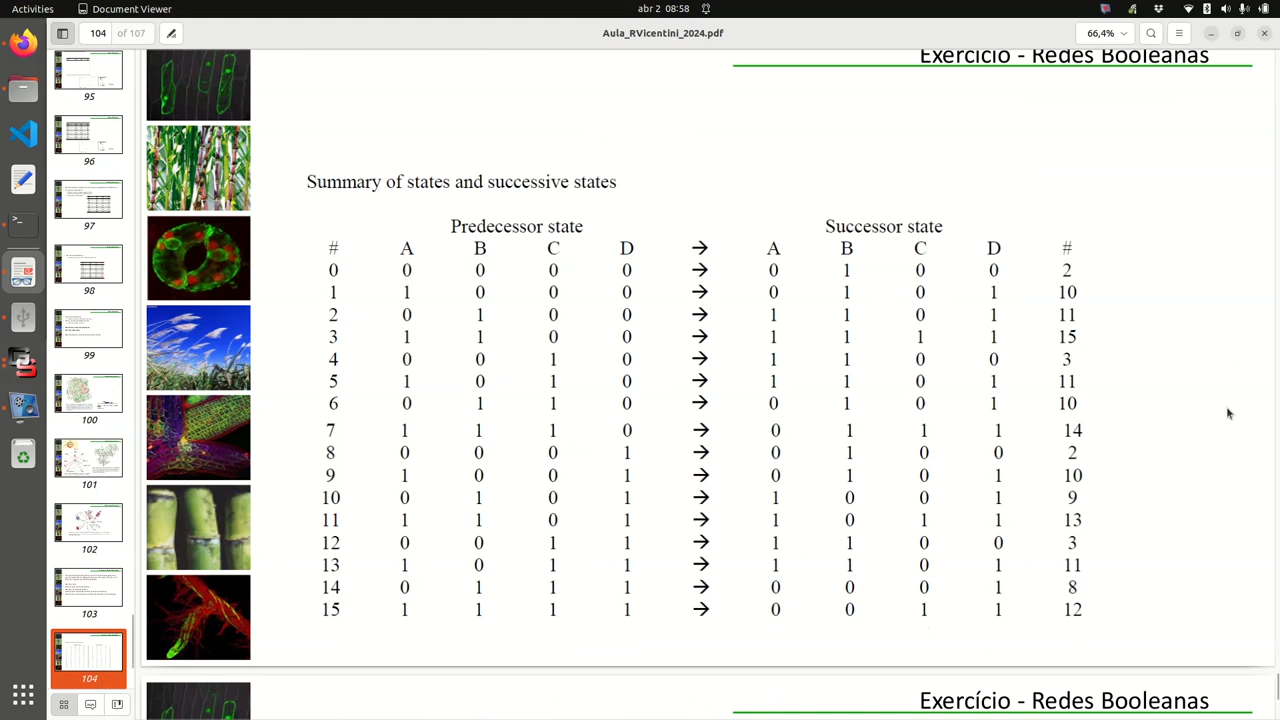 Activities Document Viewer abr 2 08:58
104 of 107 Aula_RVicentini_2024.pdf 66,4%
95
96
97
98
99
100
101
102
103
104
Exercício - Redes Booleanas
Summary of states and successive states
Predecessor state Successor state
# A B C D → A B C D #
0 0 0 0 0 → 0 1 0 0 2
1 1 0 0 0 → 0 1 0 1 10
2 0 1 0 0 → 1 1 0 1 11
3 1 1 0 0 → 1 1 1 1 15
4 0 0 1 0 → 1 1 0 0 3
5 1 0 1 0 → 1 1 0 1 11
6 0 1 1 0 → 0 1 0 1 10
7 1 1 1 0 → 0 1 1 1 14
8 0 0 0 1 → 0 1 0 0 2
9 1 0 0 1 → 0 1 0 1 10
10 0 1 0 1 → 1 0 0 1 9
11 1 1 0 1 → 1 0 1 1 13
12 0 0 1 1 → 1 1 0 0 3
13 1 0 1 1 → 1 1 0 1 11
14 0 1 1 1 → 0 0 0 1 8
15 1 1 1 1 → 0 0 1 1 12
Exercício - Redes Booleanas